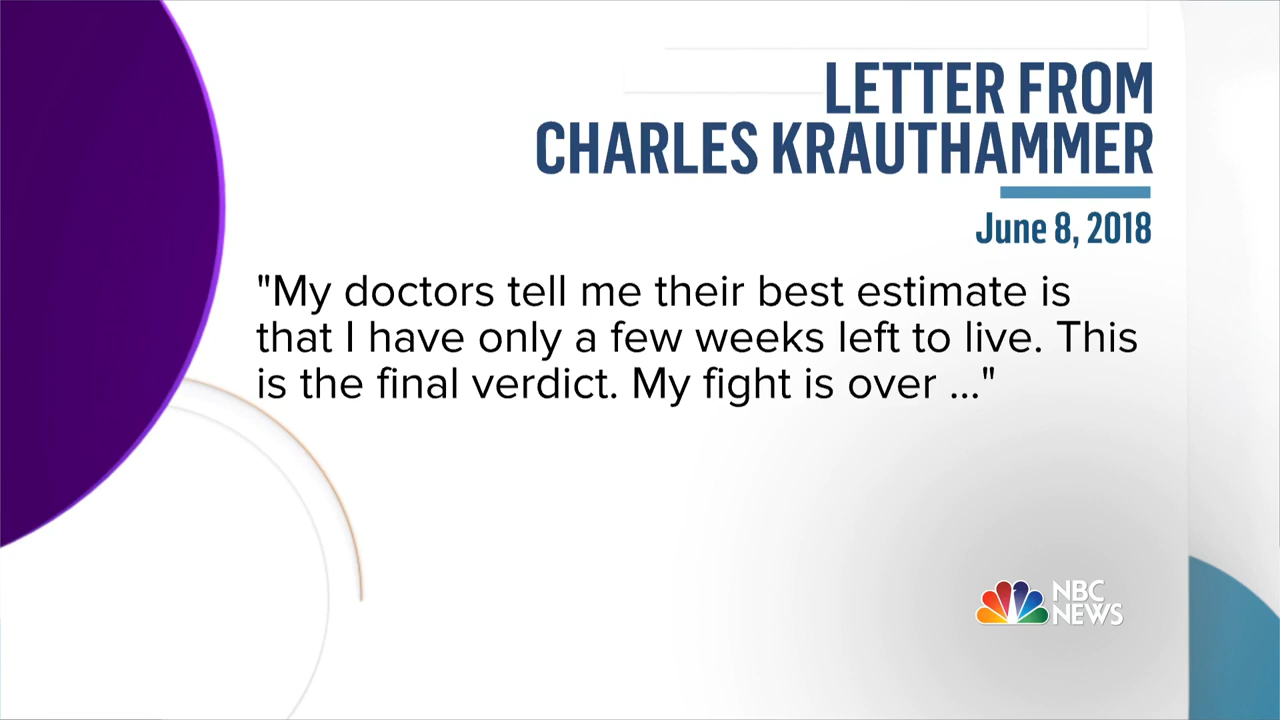 LETTER FROM
CHARLES KRAUTHAMMER
June 8, 2018
"My doctors tell me their best estimate is
that I have only a few weeks left to live. This
is the final verdict. My fight is over ..."
NBC
NEWS